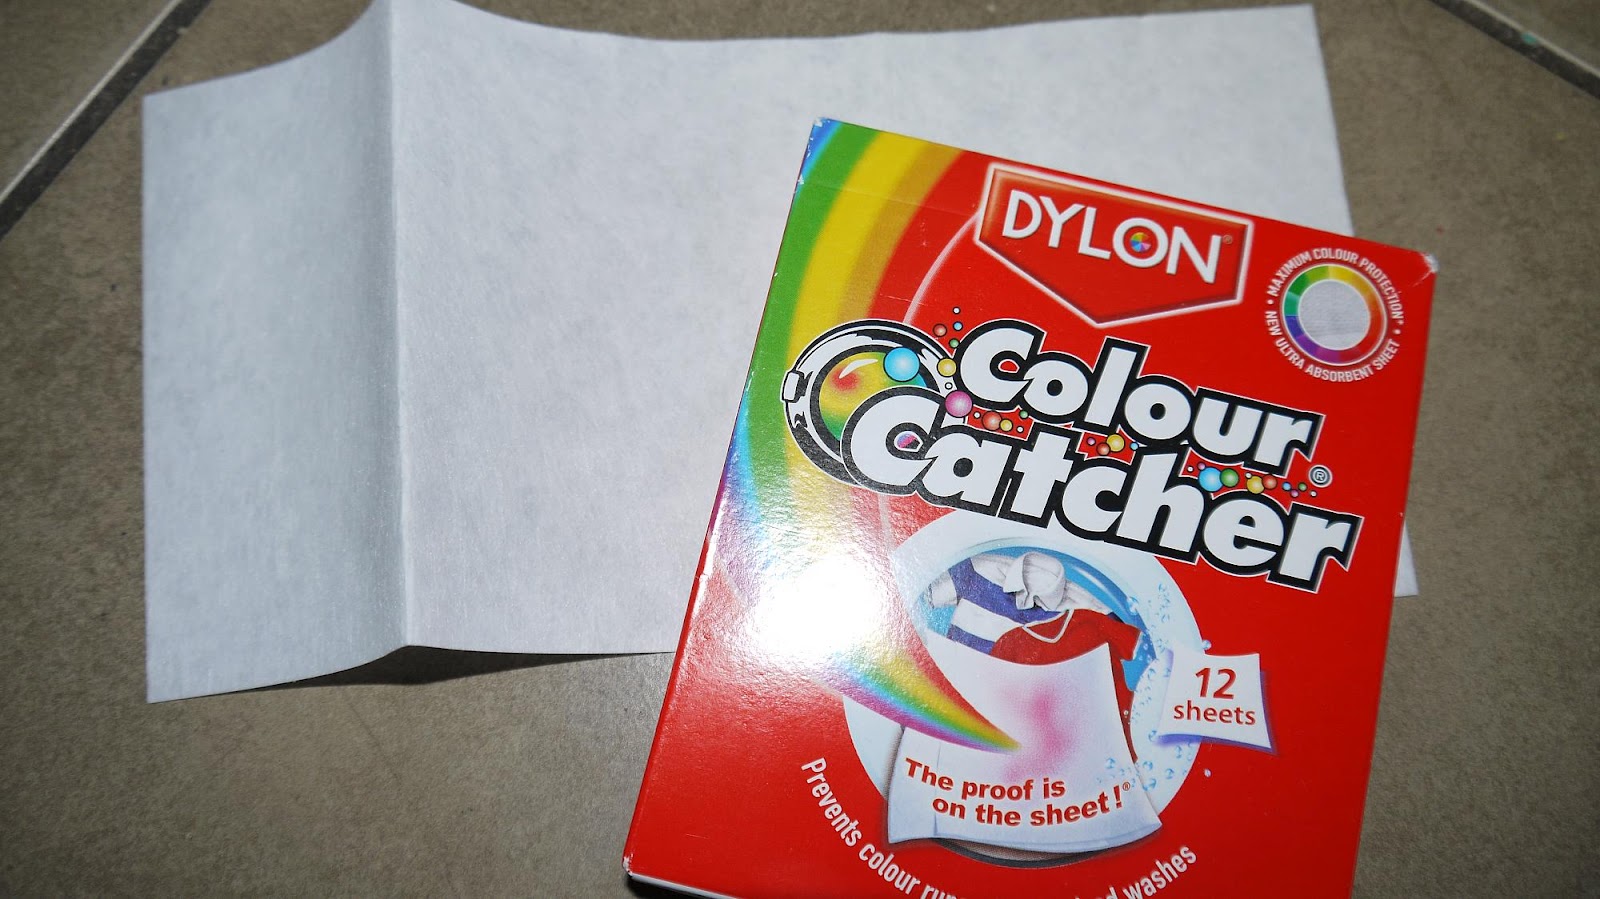 DYLON®
MAXIMUM COLOUR PROTECTION*
• NEW ULTRA ABSORBENT SHEET •
Colour
Catcher®
12
sheets
The proof is
on the sheet!®
Prevents colour washes